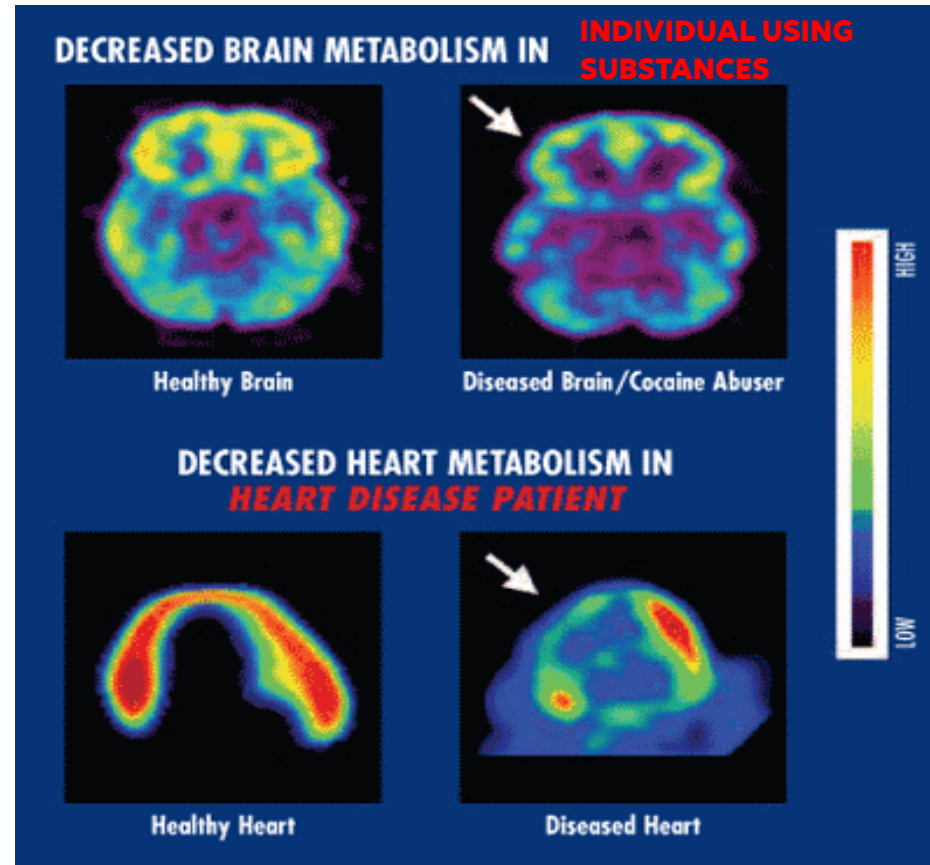 DECREASED BRAIN METABOLISM IN INDIVIDUAL USING
SUBSTANCES
Healthy Brain
Diseased Brain/Cocaine Abuser
HIGH
LOW
DECREASED HEART METABOLISM IN
HEART DISEASE PATIENT
Healthy Heart
Diseased Heart